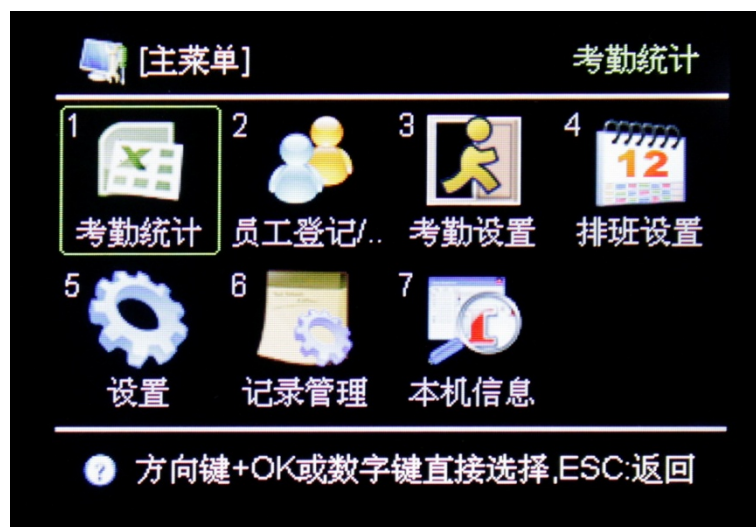 [主菜单] 考勤统计
1 2 3 4
12
考勤统计 员工登记/.. 考勤设置 排班设置
5 6 7
设置 记录管理 本机信息
方向键+OK或数字键直接选择,ESC:返回